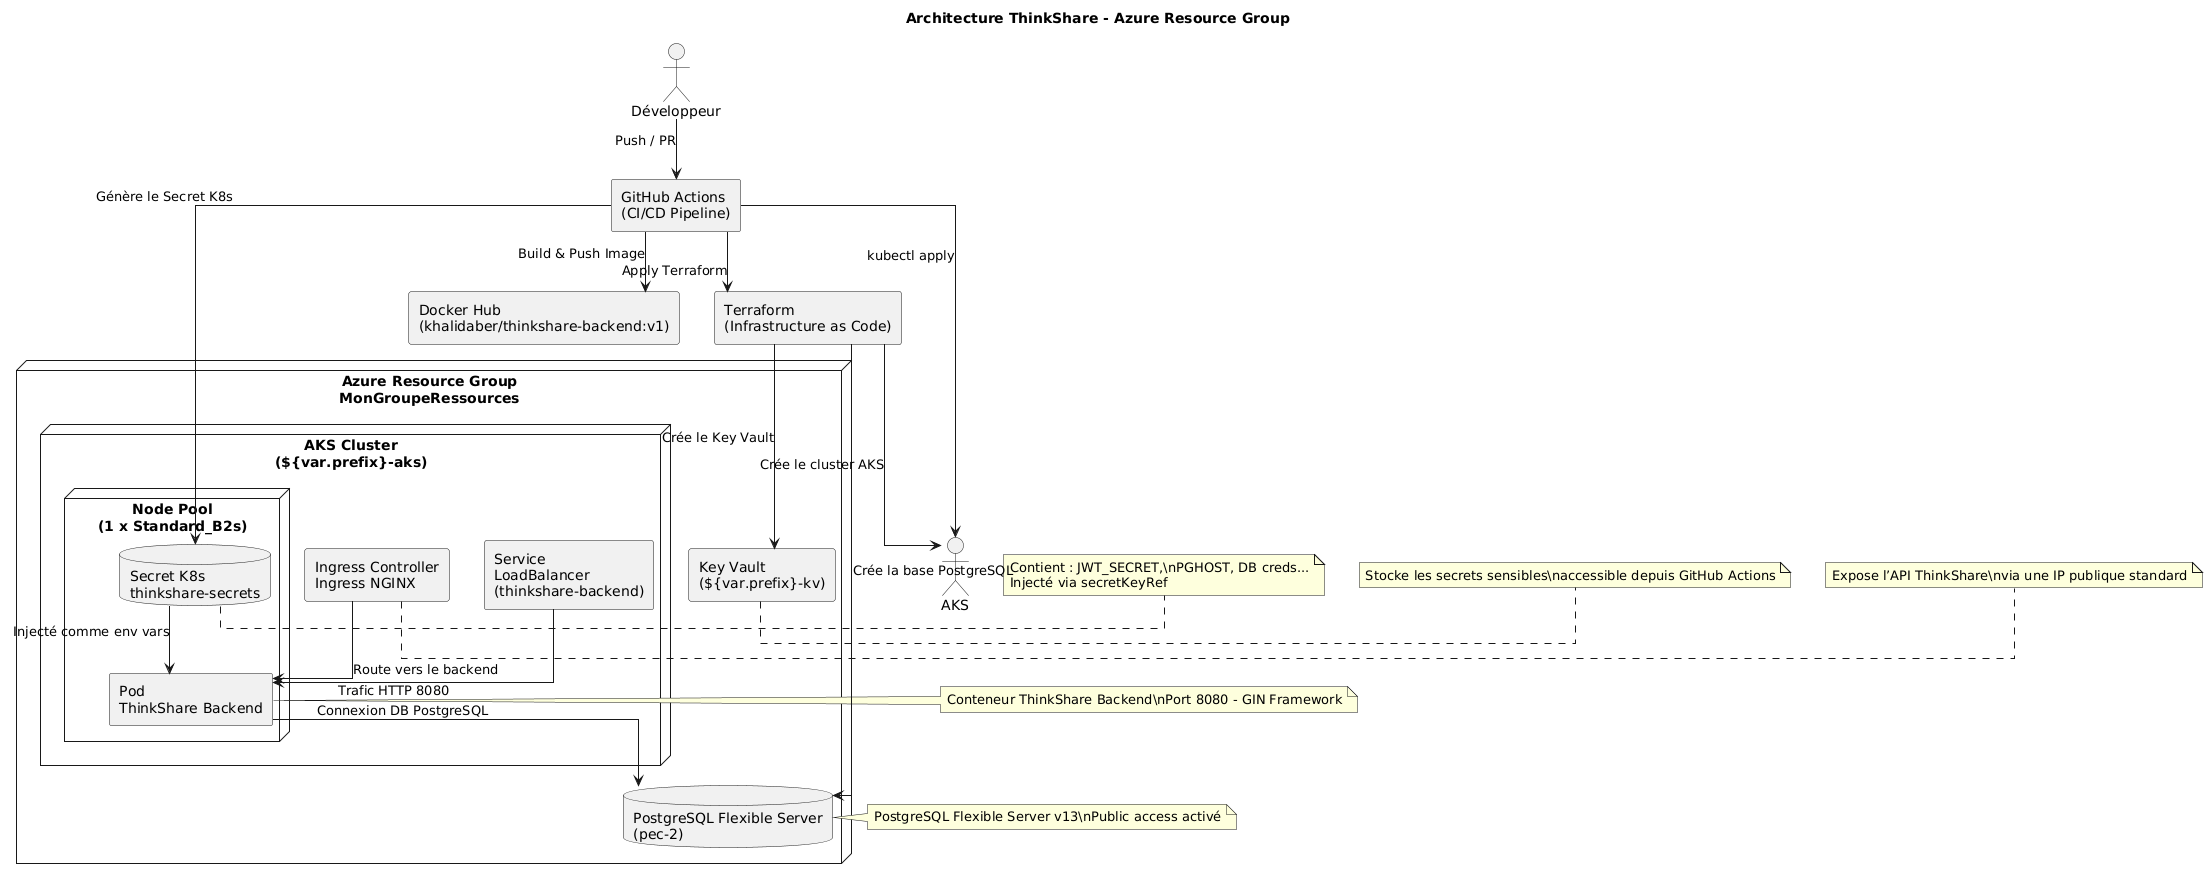 Architecture ThinkShare - Azure Resource Group
Développeur
Push / PR
GitHub Actions
(CI/CD Pipeline)
Génère le Secret K8s
kubectl apply
Build & Push Image
Apply Terraform
Docker Hub
(khalidaber/thinkshare-backend:v1)
Terraform
(Infrastructure as Code)
Azure Resource Group
MonGroupeRessources
AKS Cluster
(${var.prefix}-aks)
Crée le Key Vault
Crée le cluster AKS
Node Pool
(1 x Standard_B2s)
Secret K8s
thinkshare-secrets
Ingress Controller
Ingress NGINX
Service
LoadBalancer
(thinkshare-backend)
Key Vault
(${var.prefix}-kv)
Crée la base PostgreSQL
AKS
Contient : JWT_SECRET,\nPGHOST, DB creds...
Injecté via secretKeyRef
Stocke les secrets sensibles\naccessible depuis GitHub Actions
Expose l’API ThinkShare\nvia une IP publique standard
Injecté comme env vars
Route vers le backend
Trafic HTTP 8080
Pod
ThinkShare Backend
Connexion DB PostgreSQL
Conteneur ThinkShare Backend\nPort 8080 - GIN Framework
PostgreSQL Flexible Server
(pec-2)
PostgreSQL Flexible Server v13\nPublic access activé